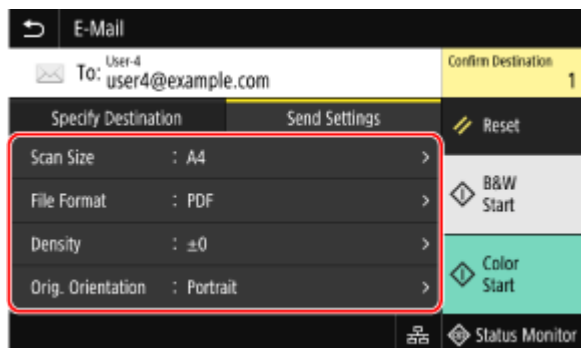 E-Mail
To: User-4
user4@example.com
Confirm Destination
1
Specify Destination
Send Settings
Reset
Scan Size : A4
File Format : PDF
Density : ±0
Orig. Orientation : Portrait
B&W
Start
Color
Start
Status Monitor